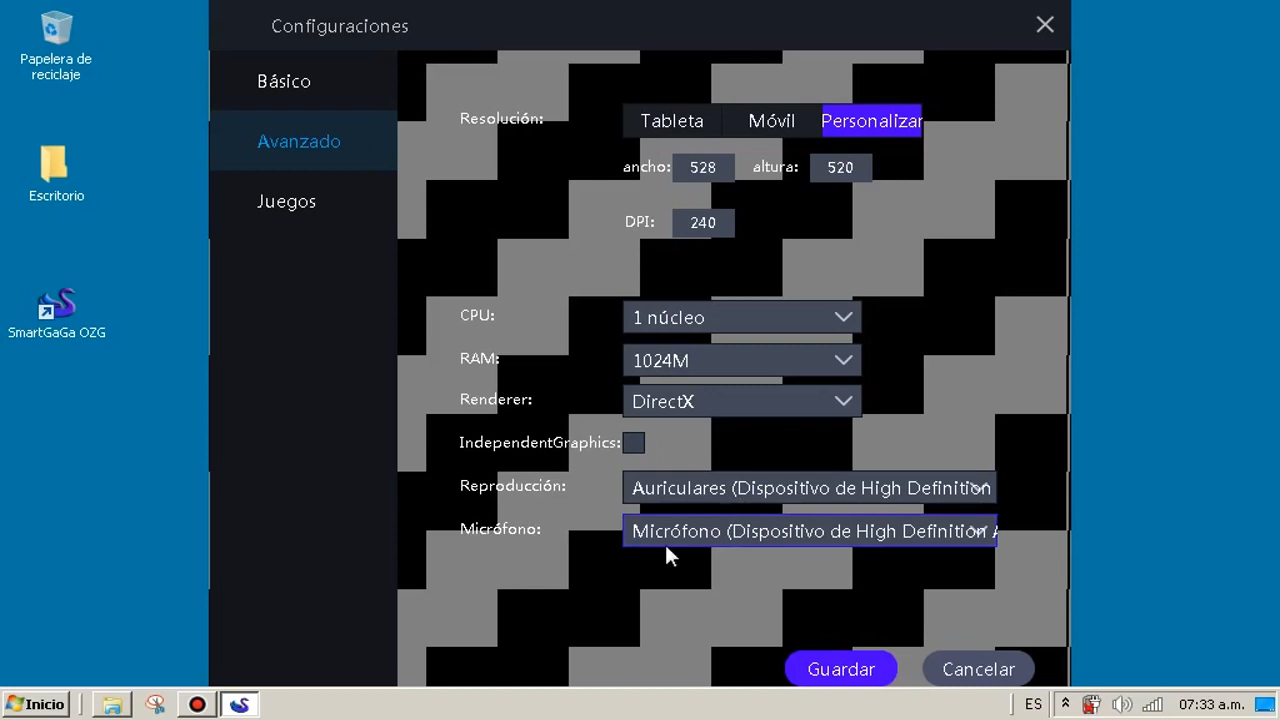 Configuraciones
Papelera de
reciclaje
Básico
Resolución:
Tableta
Móvil
Personalizar
Avanzado
ancho:
528
altura:
520
Escritorio
Juegos
DPI:
240
SmartGaGa OZG
CPU:
1 núcleo
RAM:
1024M
Renderer:
DirectX
IndependentGraphics:
Reproducción:
Auriculares (Dispositivo de High Definition
Micrófono:
Micrófono (Dispositivo de High Definition A
Guardar
Cancelar
Inicio
ES
07:33 a.m.